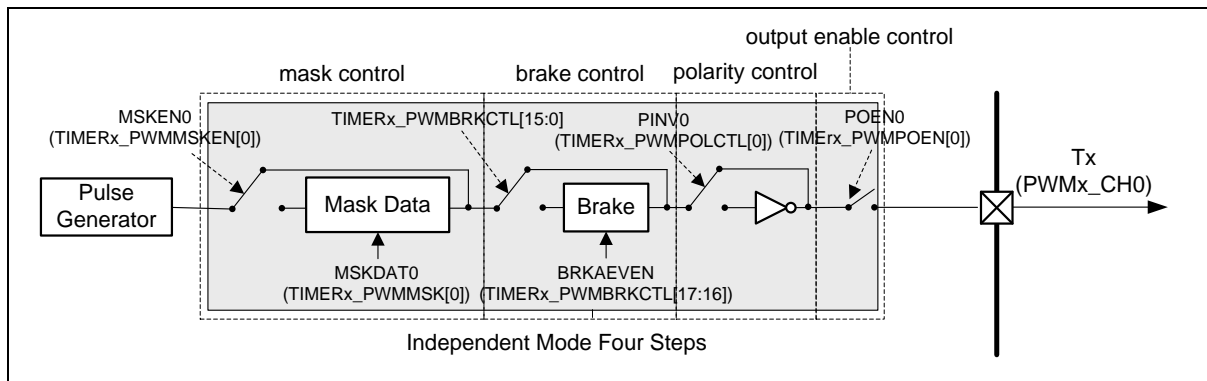 output enable control
mask control
brake control
polarity control
MSKEN0
(TIMERx_PWMMSKEN[0])
TIMERx_PWMBRKCTL[15:0]
PINV0
(TIMERx_PWMPOLCTL[0])
POEN0
(TIMErx_PWMPOEN[0])
Tx
(PWMx_CH0)
Pulse
Generator
Mask Data
Brake
MSKDAT0
(TIMERx_PWMMSK[0])
BRKAEVEN
(TIMERx_PWMBRKCTL[17:16])
Independent Mode Four Steps